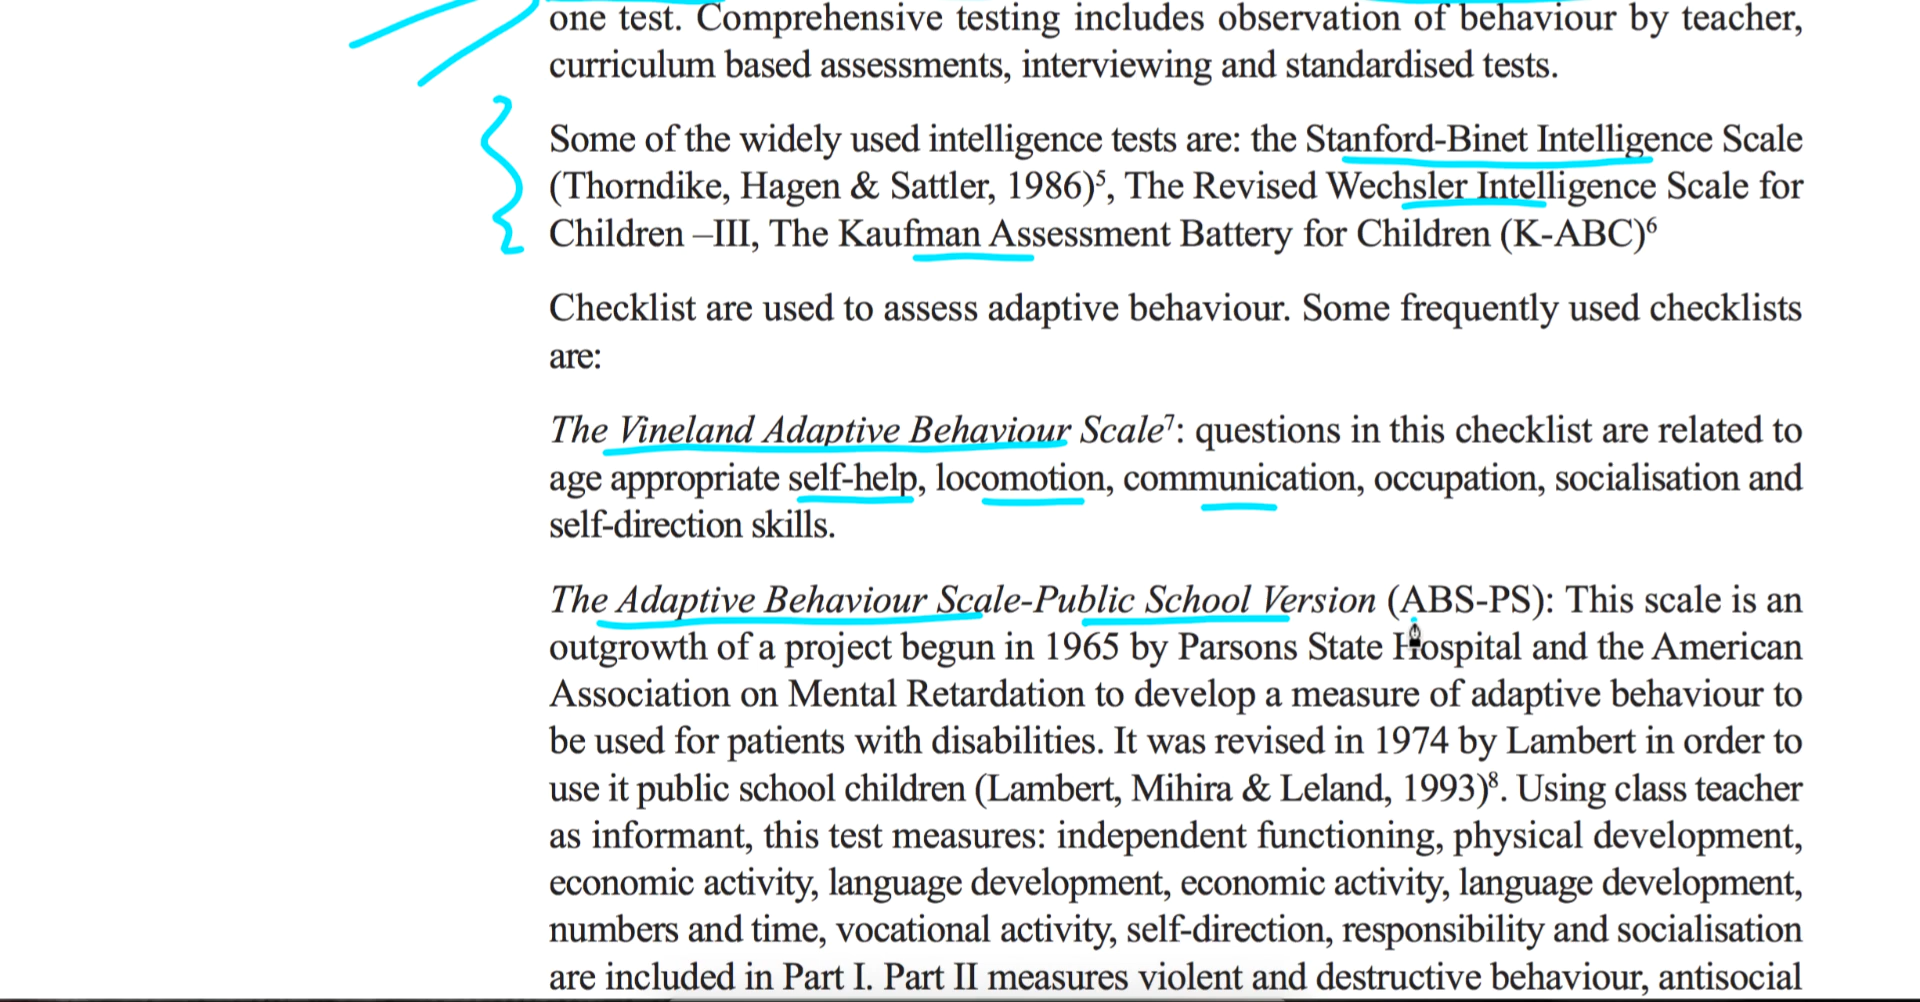 one test. Comprehensive testing includes observation of behaviour by teacher,
curriculum based assessments, interviewing and standardised tests.
Some of the widely used intelligence tests are: the Stanford-Binet Intelligence Scale
(Thorndike, Hagen & Sattler, 1986)⁵, The Revised Wechsler Intelligence Scale for
Children –III, The Kaufman Assessment Battery for Children (K-ABC)⁶
Checklist are used to assess adaptive behaviour. Some frequently used checklists
are:
The Vineland Adaptive Behaviour Scale⁷: questions in this checklist are related to
age appropriate self-help, locomotion, communication, occupation, socialisation and
self-direction skills.
The Adaptive Behaviour Scale-Public School Version (ABS-PS): This scale is an
outgrowth of a project begun in 1965 by Parsons State Hospital and the American
Association on Mental Retardation to develop a measure of adaptive behaviour to
be used for patients with disabilities. It was revised in 1974 by Lambert in order to
use it public school children (Lambert, Mihira & Leland, 1993)⁸. Using class teacher
as informant, this test measures: independent functioning, physical development,
economic activity, language development, economic activity, language development,
numbers and time, vocational activity, self-direction, responsibility and socialisation
are included in Part I. Part II measures violent and destructive behaviour, antisocial